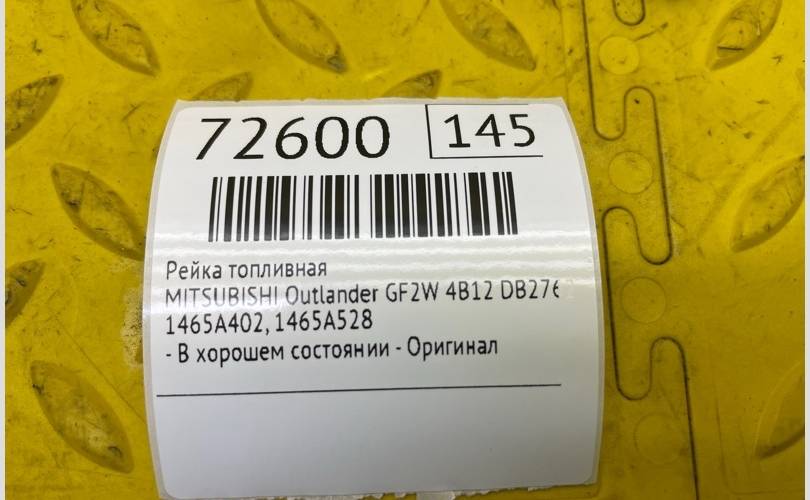 72600 145
Рейка топливная
MITSUBISHI Outlander GF2W 4B12 DB276
1465A402, 1465A528
- В хорошем состоянии - Оригинал